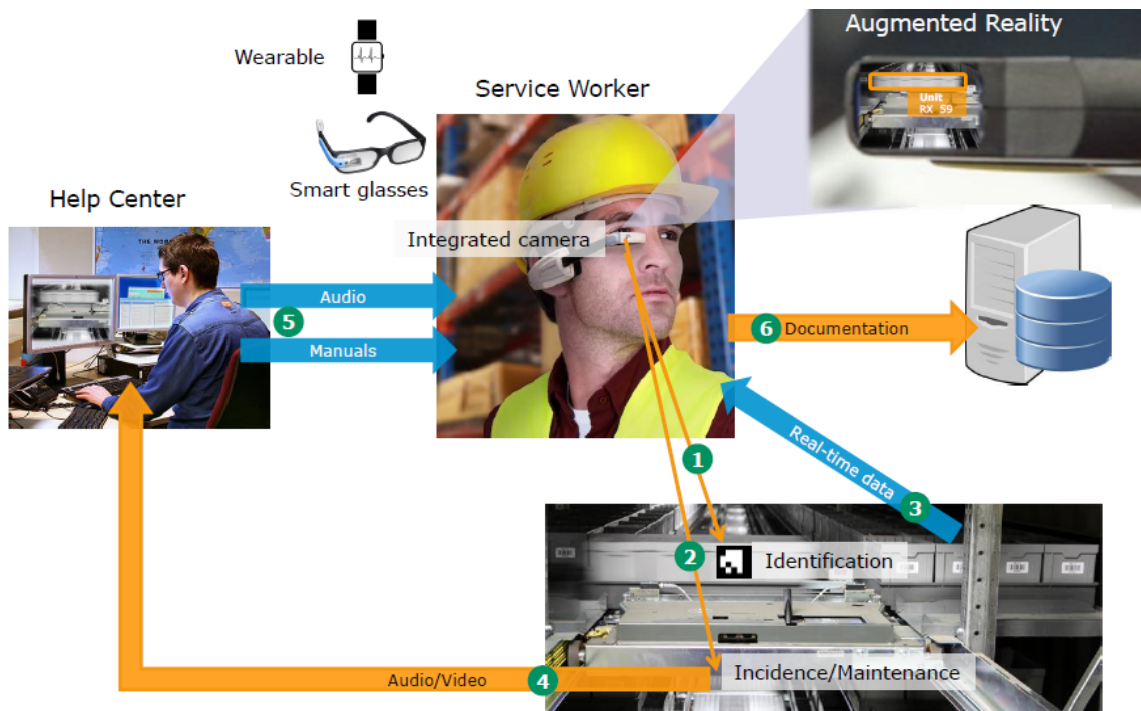 Augmented Reality
Wearable
Unit
RX 59
Service Worker
Smart glasses
Help Center
Integrated camera
THE
Audio
5
6 Documentation
Manuals
1
Real-time data
3
2
Identification
Incidence/Maintenance
Audio/Video 4